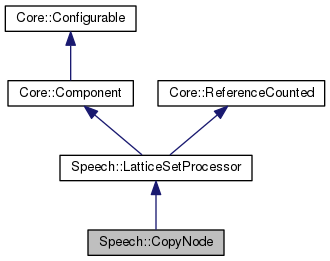 Core::Configurable
Core::Component
Core::ReferenceCounted
Speech::LatticeSetProcessor
Speech::CopyNode